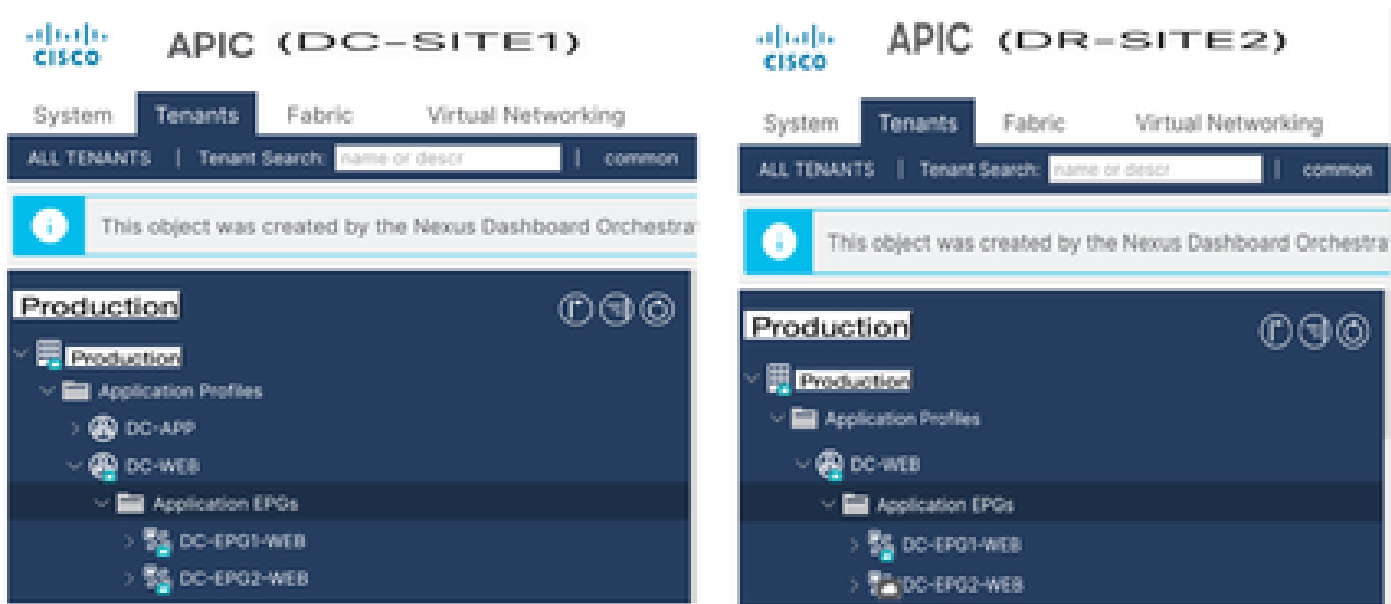 CISCO
APIC (DC-SITE1)
System Tenants Fabric Virtual Networking
ALL TENANTS | Tenant Search: name or descr | common
This object was created by the Nexus Dashboard Orchestra
Production
Production
Application Profiles
DC-APP
DC-WEB
Application EPGs
DC-EPG1-WEB
DC-EPG2-WEB
CISCO
APIC (DR-SITE2)
System Tenants Fabric Virtual Networking
ALL TENANTS | Tenant Search: name or descr | common
This object was created by the Nexus Dashboard Orchestra
Production
Production
Application Profiles
DC-WEB
Application EPGs
DC-EPG1-WEB
DC-EPG2-WEB